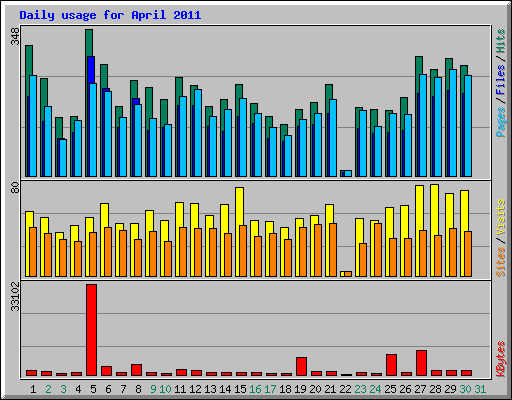 Daily usage for April 2011
348
Pages / Files / Hits
80
Sites / Visits
33102
KBytes
1 2 3 4 5 6 7 8 9 10 11 12 13 14 15 16 17 18 19 20 21 22 23 24 25 26 27 28 29 30 31